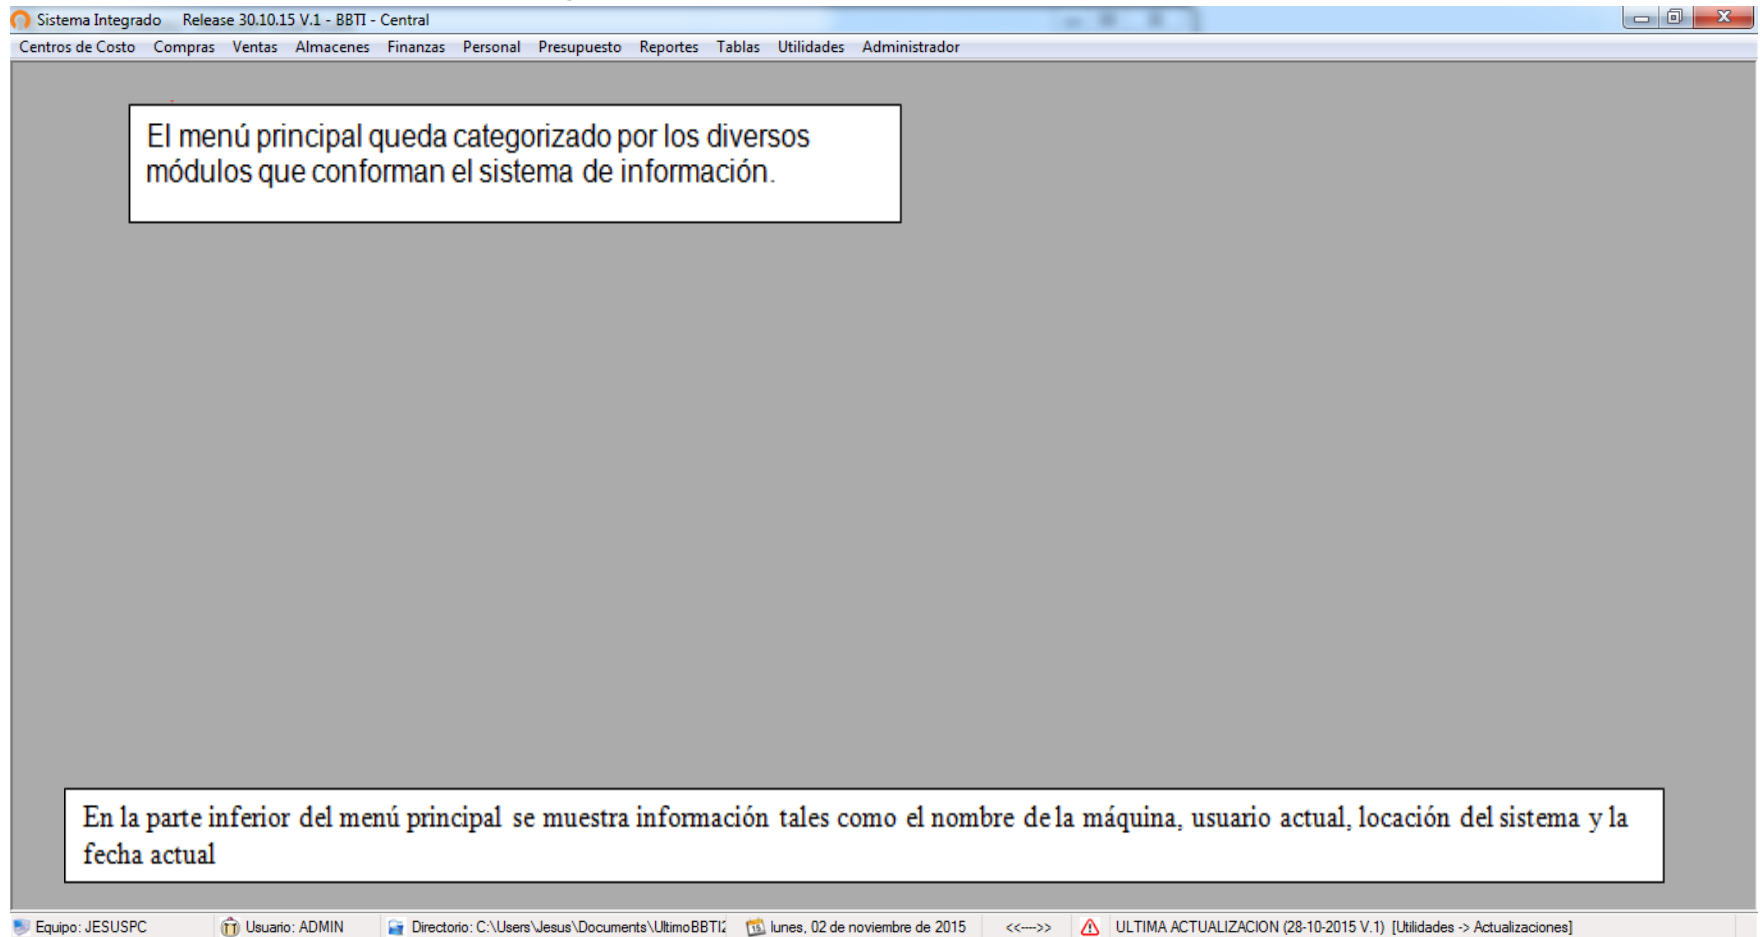 Sistema Integrado Release 30.10.15 V.1 - BBTI - Central
Centros de Costo Compras Ventas Almacenes Finanzas Personal Presupuesto Reportes Tablas Utilidades Administrador
El menú principal queda categorizado por los diversos
módulos que conforman el sistema de información.
En la parte inferior del menú principal se muestra información tales como el nombre de la máquina, usuario actual, locación del sistema y la
fecha actual
Equipo: JESUSPC Usuario: ADMIN Directorio: C:\Users\Jesus\Documents\UltimoBBTI2 lunes, 02 de noviembre de 2015 <<---->> ULTIMA ACTUALIZACION (28-10-2015 V.1) [Utilidades -> Actualizaciones]